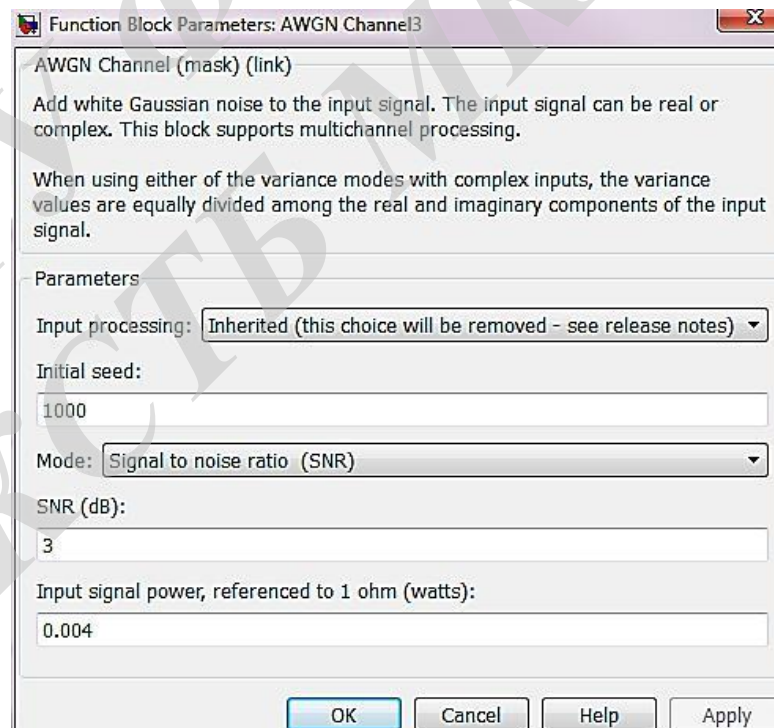 Function Block Parameters: AWGN Channel3
AWGN Channel (mask) (link)
Add white Gaussian noise to the input signal. The input signal can be real or
complex. This block supports multichannel processing.
When using either of the variance modes with complex inputs, the variance
values are equally divided among the real and imaginary components of the input
signal.
Parameters
Input processing: Inherited (this choice will be removed - see release notes)
Initial seed:
1000
Mode: Signal to noise ratio (SNR)
SNR (dB):
3
Input signal power, referenced to 1 ohm (watts):
0.004
OK Cancel Help Apply